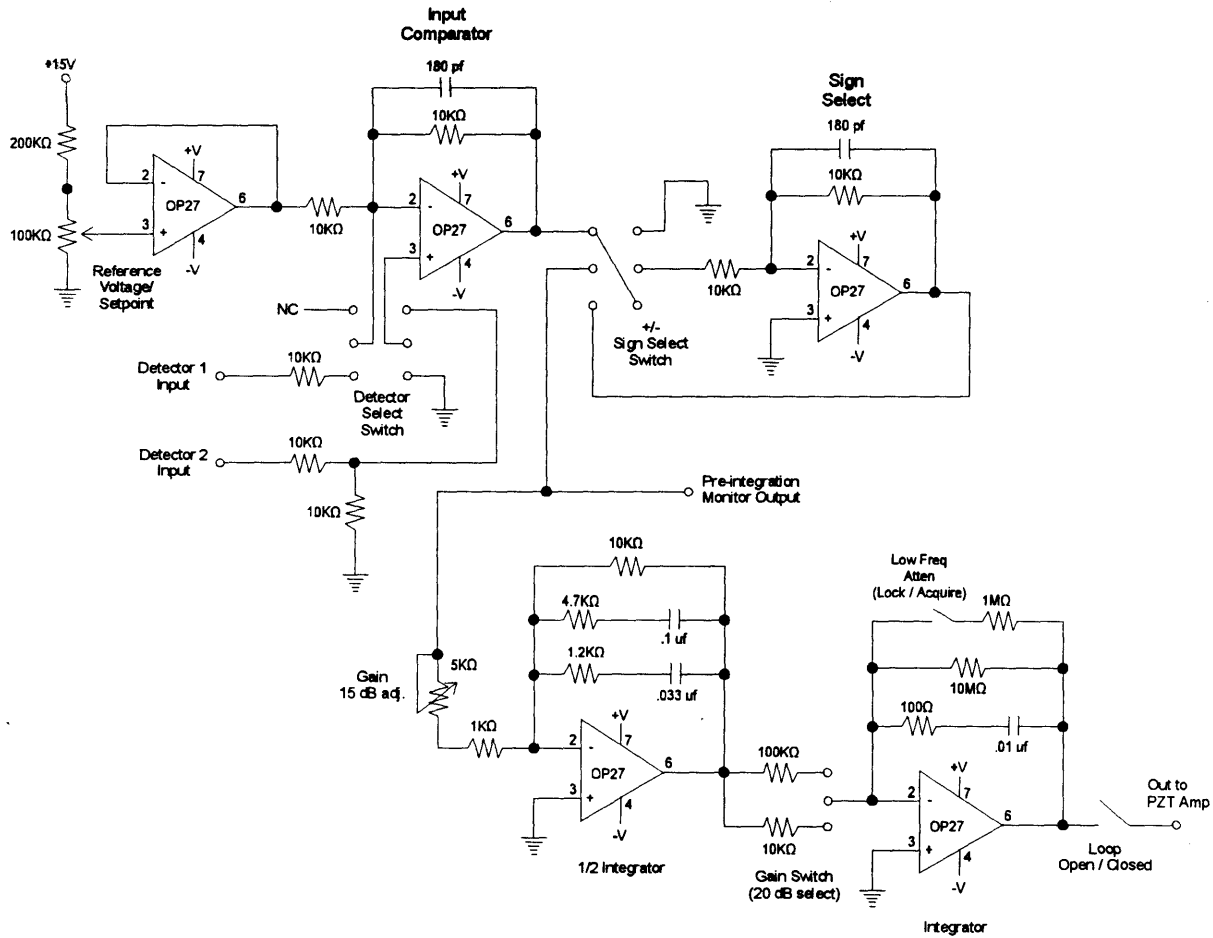 Input
Comparator
+15V
180 pf
Sign
Select
180 pf
200KΩ
10KΩ
10KΩ
+V
7
2
-
OP27
6
3
+
4
-V
100KΩ
10KΩ
+V
7
2
-
OP27
6
3
+
4
-V
Reference
Voltage/
Setpoint
10KΩ
+V
7
2
-
OP27
6
3
+
4
-V
NC
+/-
Sign Select
Switch
Detector 1
Input
10KΩ
Detector
Select
Switch
Detector 2
Input
10KΩ
10KΩ
Pre-integration
Monitor Output
10KΩ
4.7KΩ
.1 uf
1.2KΩ
.033 uf
Low Freq
Atten
(Lock / Acquire)
1MΩ
10MΩ
100Ω
.01 uf
Gain
15 dB adj.
5KΩ
1KΩ
+V
7
2
-
OP27
6
3
+
4
-V
1/2 Integrator
100KΩ
10KΩ
Gain Switch
(20 dB select)
+V
7
2
-
OP27
6
3
+
4
-V
Out to
PZT Amp
Loop
Open / Closed
Integrator